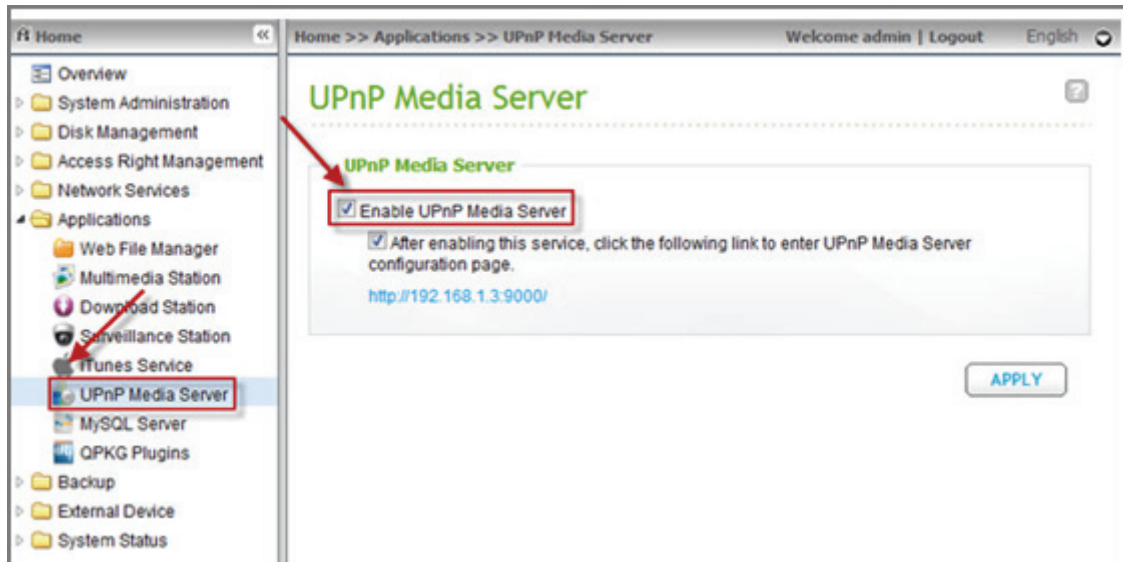 Home
Overview
System Administration
Disk Management
Access Right Management
Network Services
Applications
Web File Manager
Multimedia Station
Download Station
Surveillance Station
iTunes Service
UPnP Media Server
MySQL Server
QPKG Plugins
Backup
External Device
System Status
Home >> Applications >> UPnP Media Server Welcome admin | Logout English
UPnP Media Server
UPnP Media Server
Enable UPnP Media Server
After enabling this service, click the following link to enter UPnP Media Server
configuration page.
http://192.168.1.3:9000/
APPLY